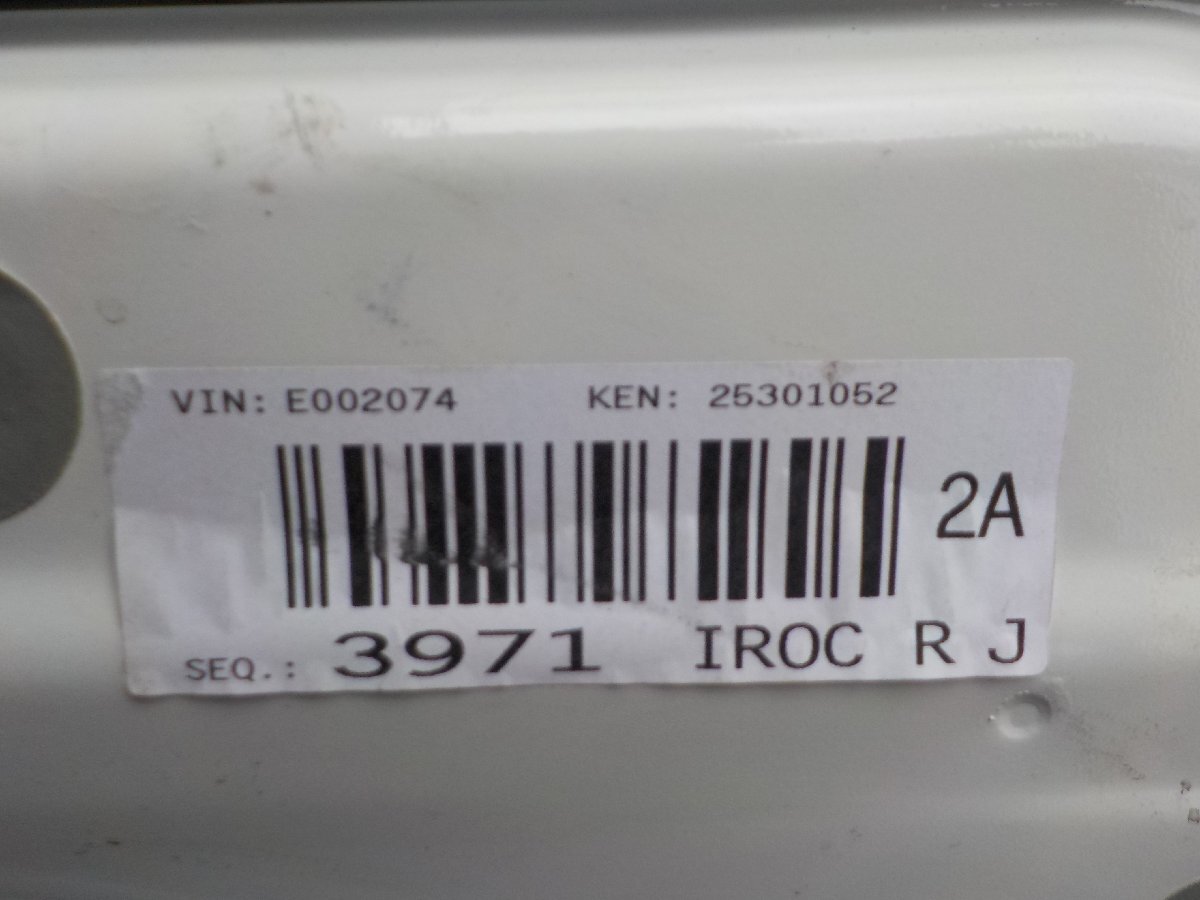 VIN: E002074 KEN: 25301052
2A
SEQ.: 3971 IROC R J